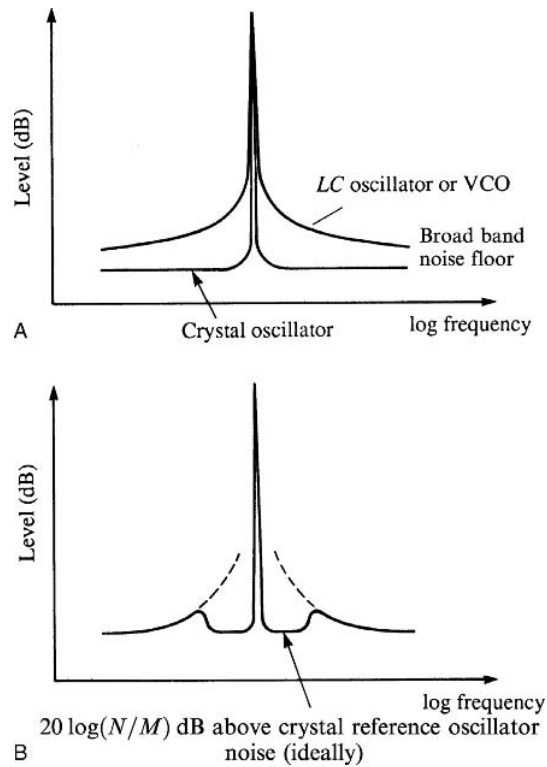 Level (dB)
LC oscillator or VCO
Broad band
noise floor
Crystal oscillator
log frequency
A
Level (dB)
log frequency
20 log(N/M) dB above crystal reference oscillator
noise (ideally)
B